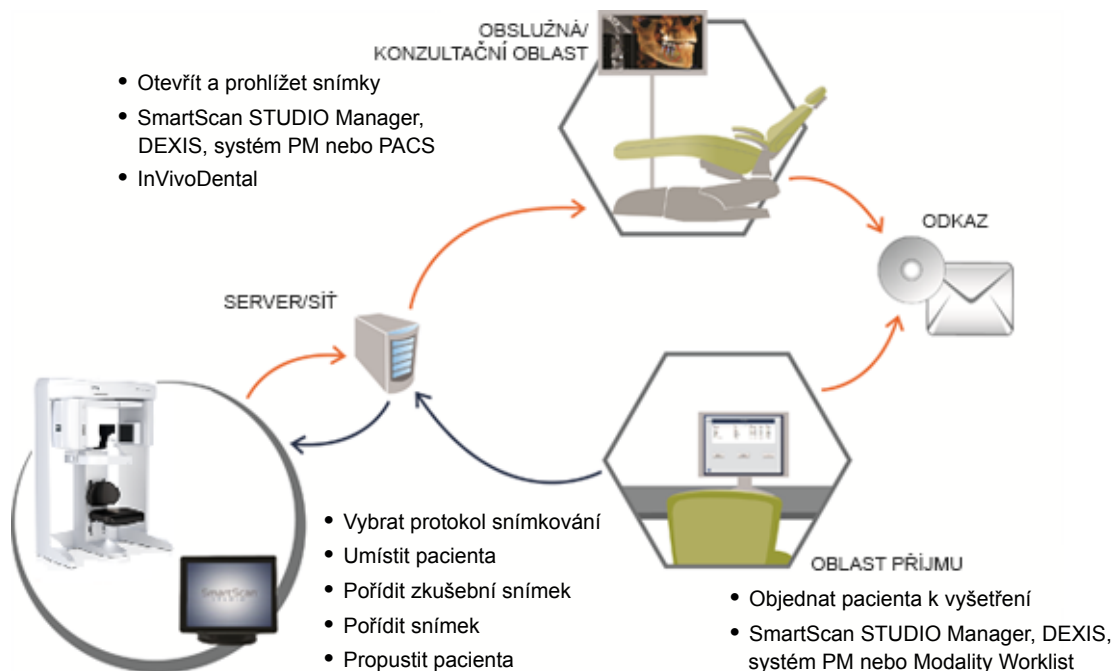 OBSLUŽNÁ/
KONZULTAČNÍ OBLAST
• Otevřít a prohlížet snímky
• SmartScan STUDIO Manager,
DEXIS, systém PM nebo PACS
• InVivoDental
ODKAZ
SERVER/SÍŤ
SmartScan
STUDIO
• Vybrat protokol snímkování
• Umístit pacienta
• Pořídit zkušební snímek
• Pořídit snímek
• Propustit pacienta
OBLAST PŘÍJMU
• Objednat pacienta k vyšetření
• SmartScan STUDIO Manager, DEXIS,
systém PM nebo Modality Worklist